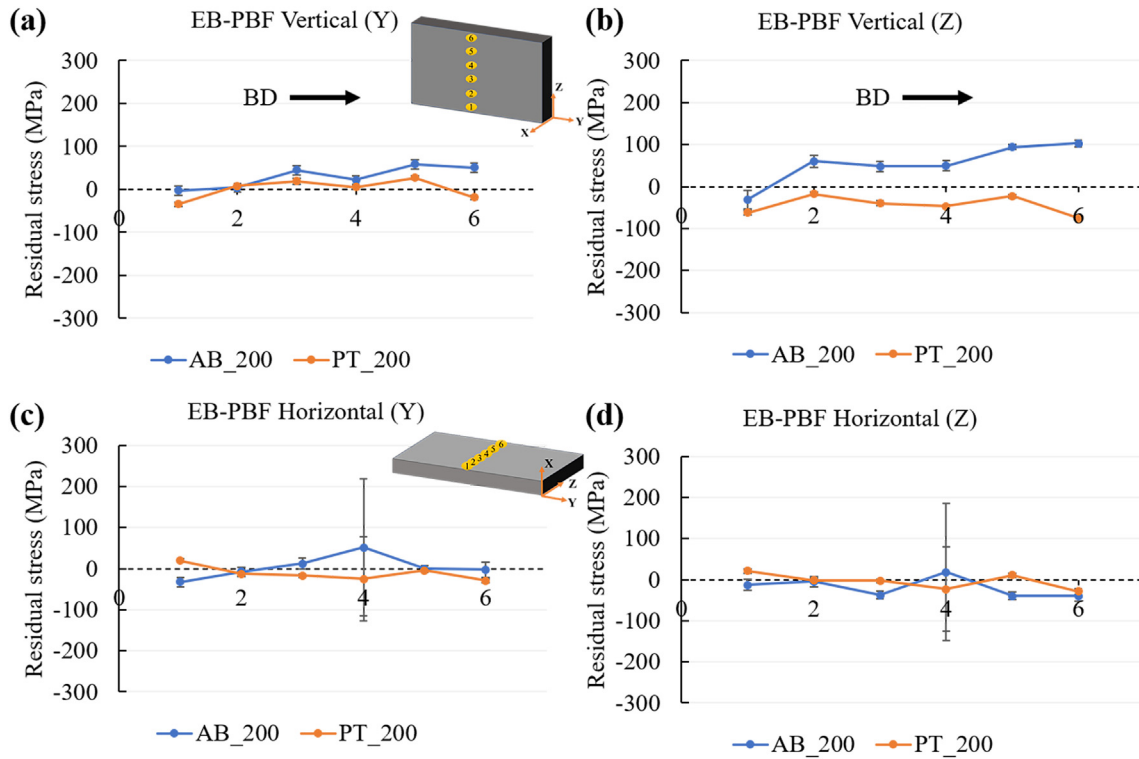 (a)
EB-PBF Vertical (Y)
Residual stress (MPa)
300
200
100
0
-100
-200
-300
0
2
4
6
BD
6
5
4
3
2
1
Z
Y
X
AB_200
PT_200
(b)
EB-PBF Vertical (Z)
Residual stress (MPa)
300
200
100
0
-100
-200
-300
0
2
4
6
BD
AB_200
PT_200
(c)
EB-PBF Horizontal (Y)
Residual stress (MPa)
300
200
100
0
-100
-200
-300
0
2
4
6
1 2 3 4 5 6
X
Z
Y
AB_200
PT_200
(d)
EB-PBF Horizontal (Z)
Residual stress (MPa)
300
200
100
0
-100
-200
-300
0
2
4
6
AB_200
PT_200